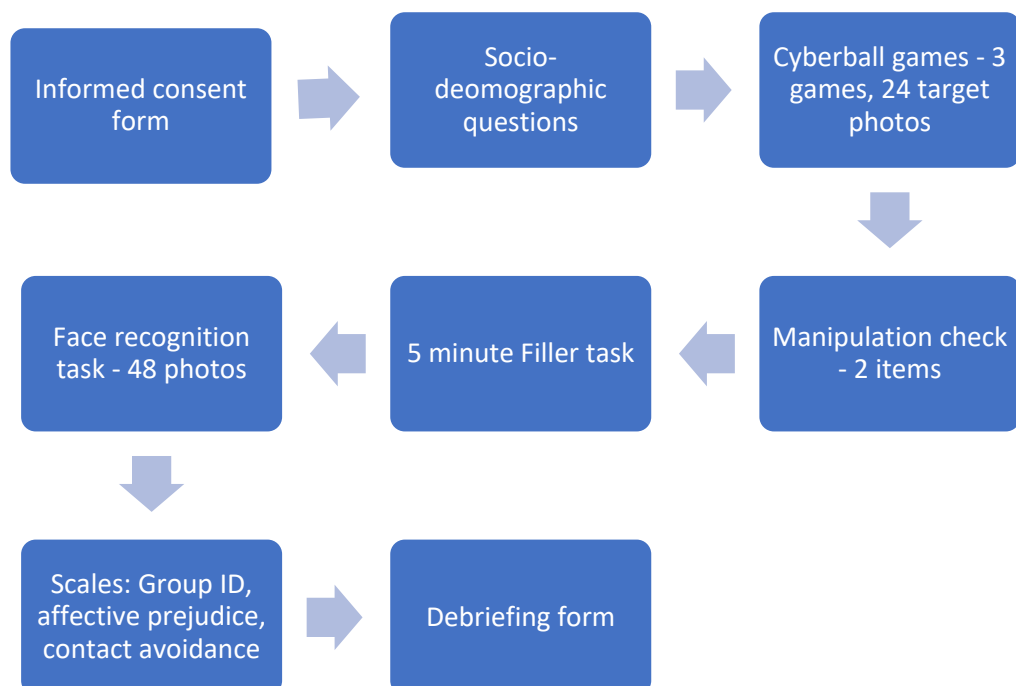 Informed consent
form
Socio-
deomographic
questions
Cyberball games - 3
games, 24 target
photos
Manipulation check
- 2 items
5 minute Filler task
Face recognition
task - 48 photos
Scales: Group ID,
affective prejudice,
contact avoidance
Debriefing form